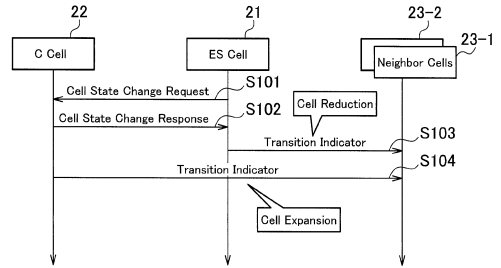 22
21
23-2
23-1
C Cell
ES Cell
Neighbor Cells
S101
Cell State Change Request
S102
Cell State Change Response
Cell Reduction
S103
Transition Indicator
S104
Transition Indicator
Cell Expansion